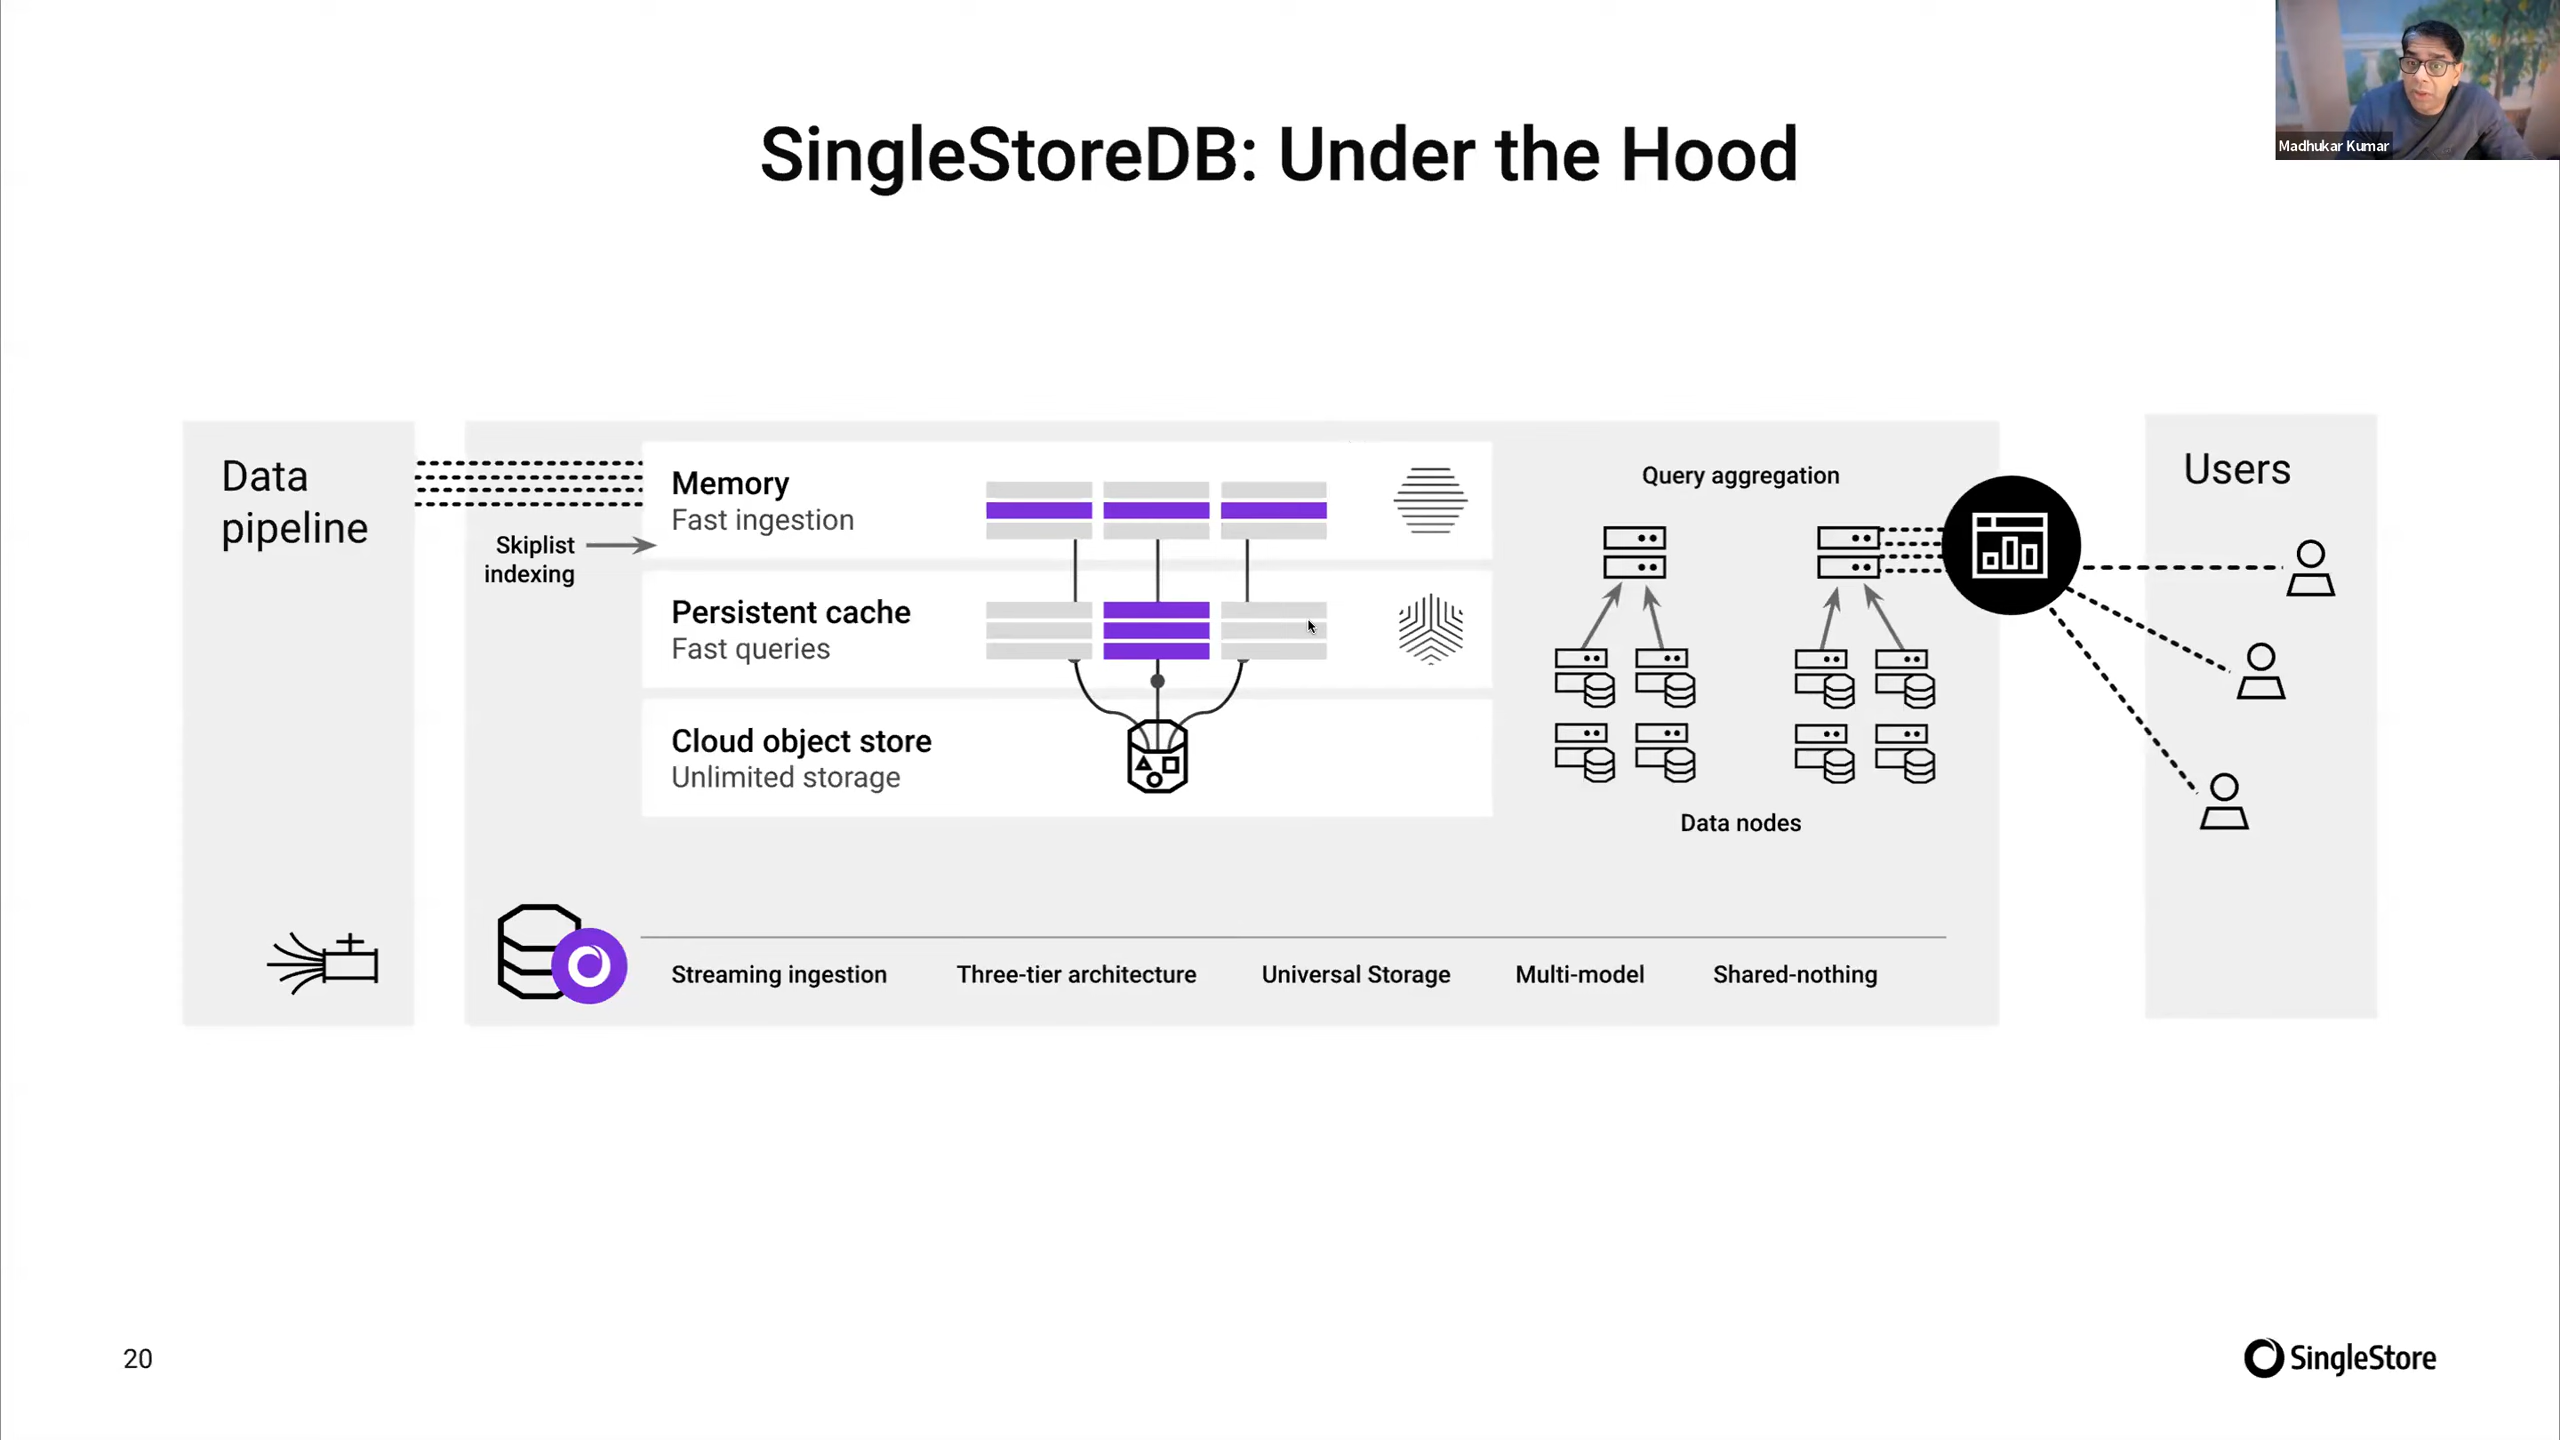 Madhukar Kumar
SingleStoreDB: Under the Hood
Data
pipeline
Skiplist
indexing
Memory
Fast ingestion
Persistent cache
Fast queries
Cloud object store
Unlimited storage
Query aggregation
Data nodes
Users
Streaming ingestion
Three-tier architecture
Universal Storage
Multi-model
Shared-nothing
20
SingleStore